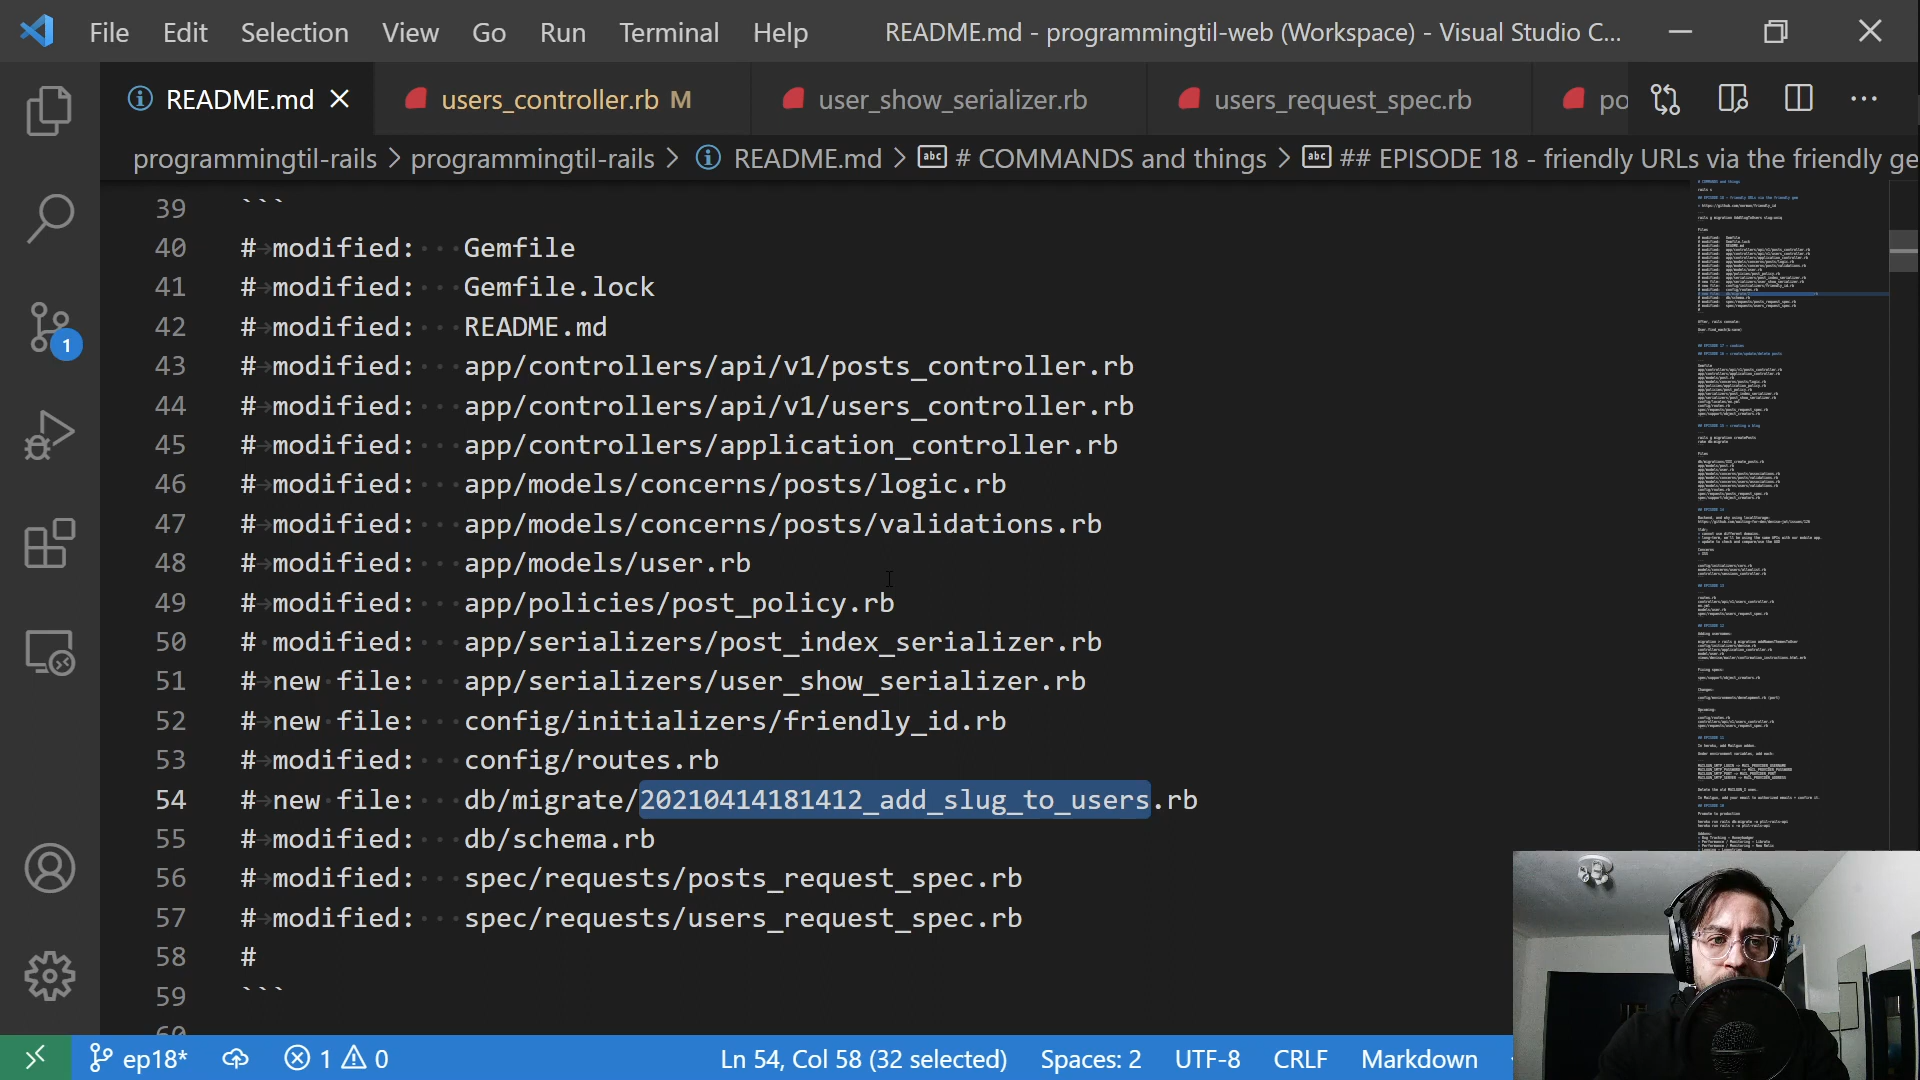 File Edit Selection View Go Run Terminal Help README.md - programmingtil-web (Workspace) - Visual Studio C...
README.md users_controller.rb M user_show_serializer.rb users_request_spec.rb po
programmingtil-rails > programmingtil-rails > README.md > # COMMANDS and things > ## EPISODE 18 - friendly URLs via the friendly ge
39 ```
40 # modified: Gemfile
41 # modified: Gemfile.lock
42 # modified: README.md
43 # modified: app/controllers/api/v1/posts_controller.rb
44 # modified: app/controllers/api/v1/users_controller.rb
45 # modified: app/controllers/application_controller.rb
46 # modified: app/models/concerns/posts/logic.rb
47 # modified: app/models/concerns/posts/validations.rb
48 # modified: app/models/user.rb
49 # modified: app/policies/post_policy.rb
50 # modified: app/serializers/post_index_serializer.rb
51 # new file: app/serializers/user_show_serializer.rb
52 # new file: config/initializers/friendly_id.rb
53 # modified: config/routes.rb
54 # new file: db/migrate/20210414181412_add_slug_to_users.rb
55 # modified: db/schema.rb
56 # modified: spec/requests/posts_request_spec.rb
57 # modified: spec/requests/users_request_spec.rb
58 #
59 ```
60
1
ep18* 1 0 Ln 54, Col 58 (32 selected) Spaces: 2 UTF-8 CRLF Markdown